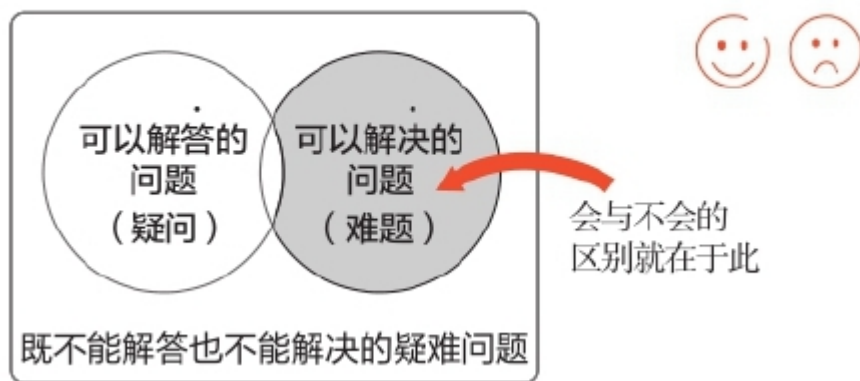 可以解答的
问题
（疑问）
可以解决的
问题
（难题）
会与不会的
区别就在于此
既不能解答也不能解决的疑难问题